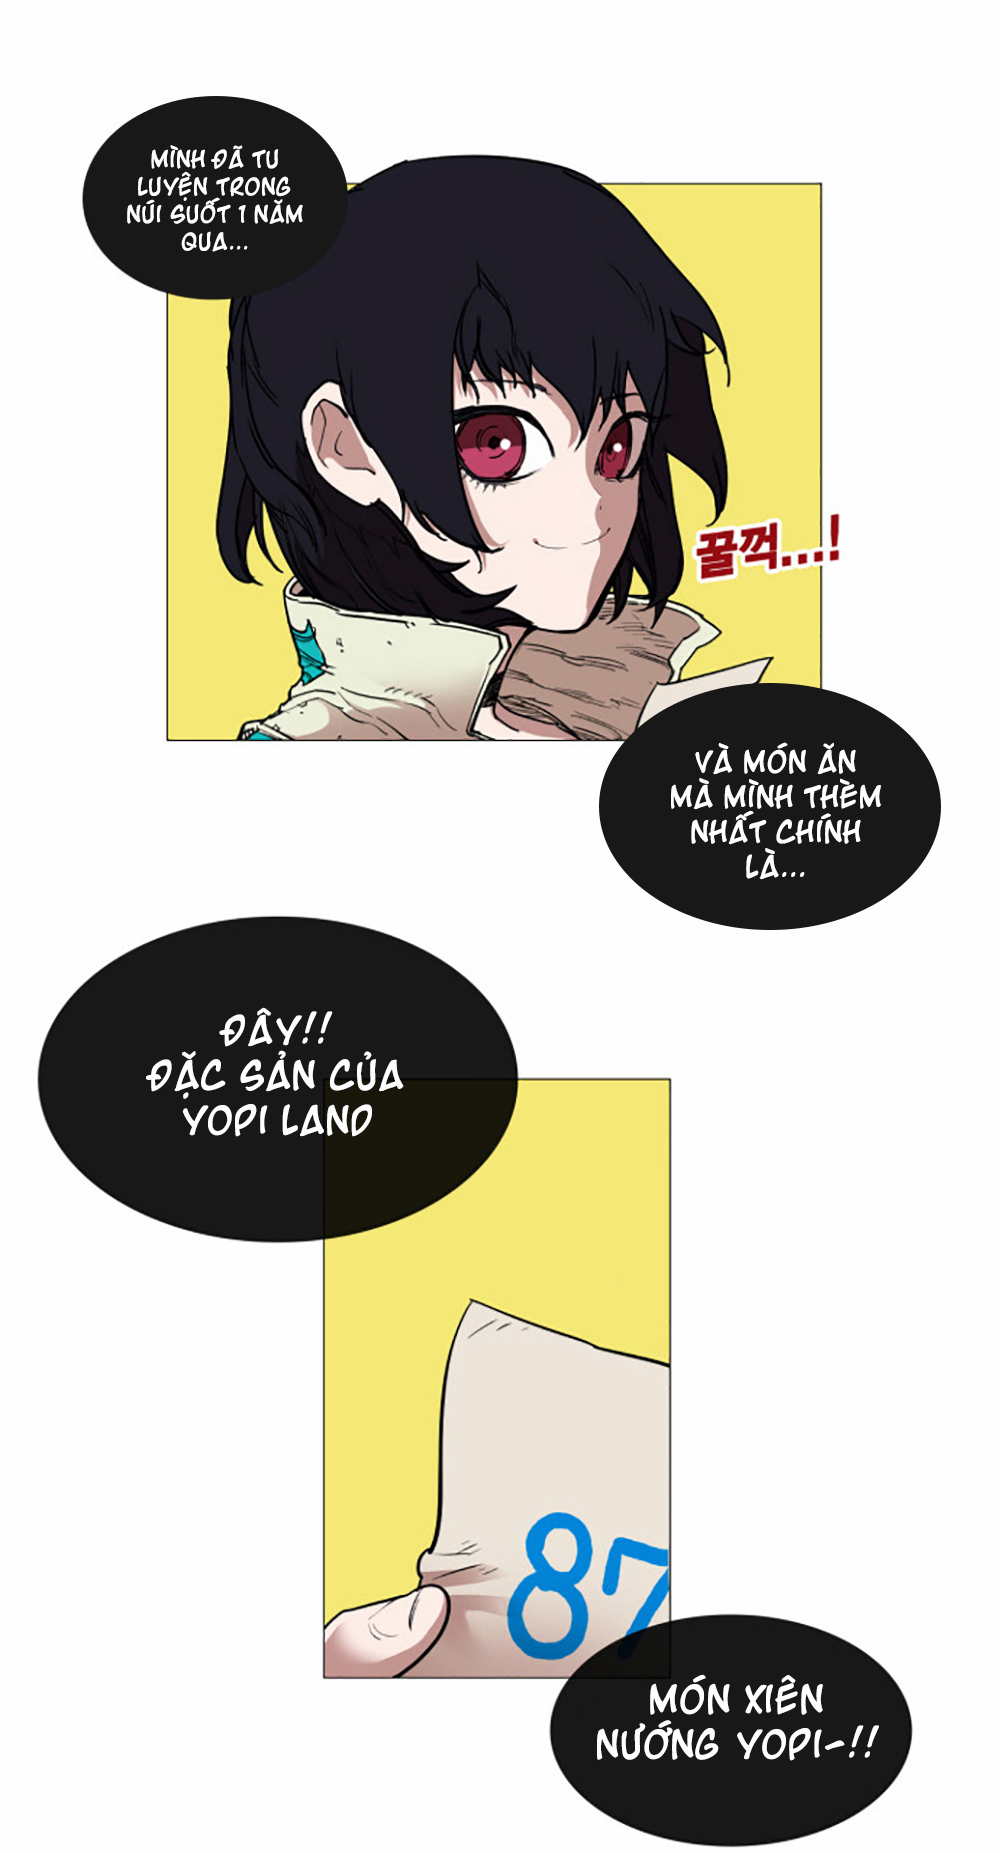 MÌNH ĐÃ TU
LUYỆN TRONG
NÚI SUỐT 1 NĂM
QUA...
꿀꺽...!
VÀ MÓN ĂN
MÀ MÌNH THÈM
NHẤT CHÍNH
LÀ...
ĐÂY!!
ĐẶC SẢN CỦA
YOPI LAND
87
MÓN XIÊN
NƯỚNG YOPI-!!